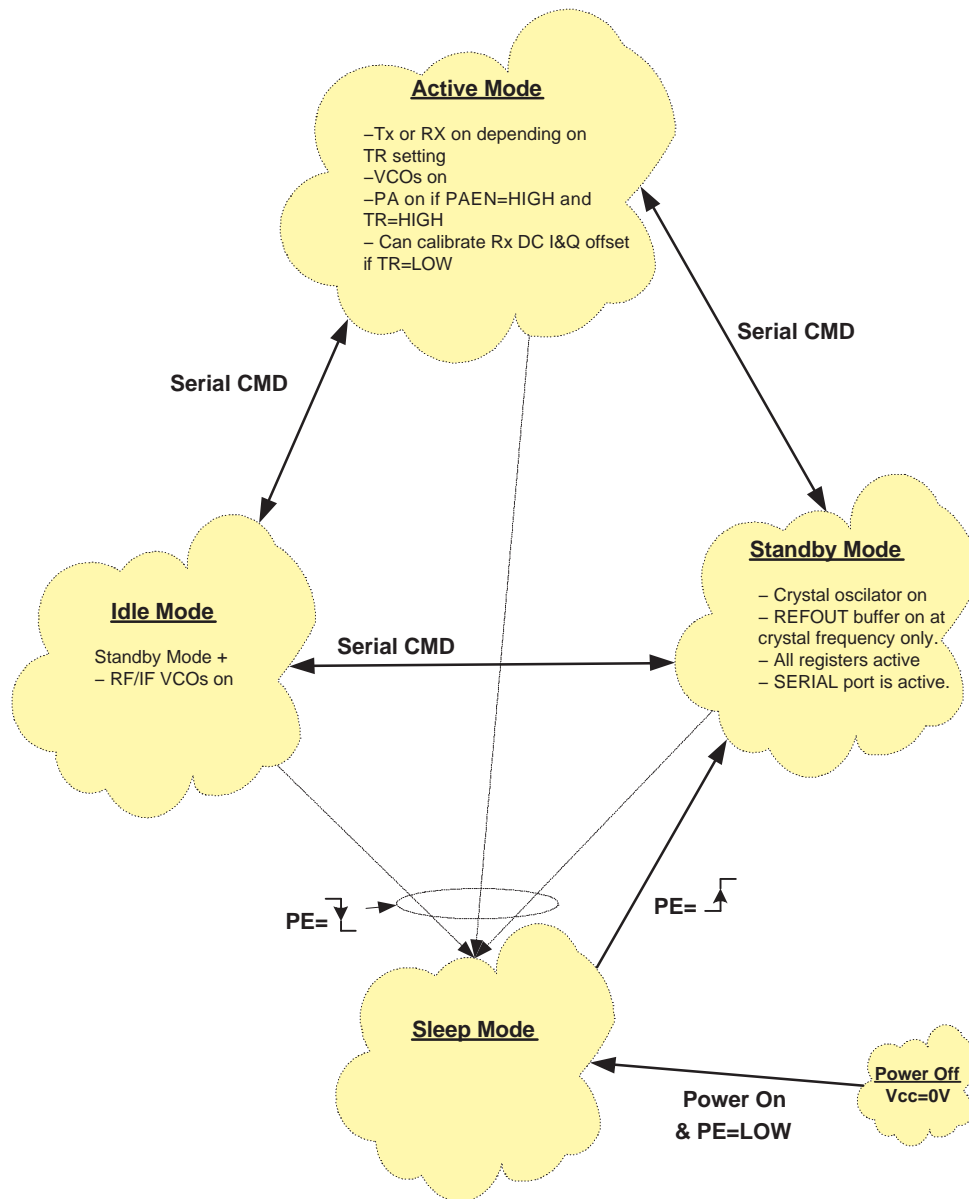 Active Mode
–Tx or RX on depending on
TR setting
–VCOs on
–PA on if PAEN=HIGH and
TR=HIGH
– Can calibrate Rx DC I&Q offset
if TR=LOW
Serial CMD
Serial CMD
Standby Mode
– Crystal oscilator on
– REFOUT buffer on at
crystal frequency only.
– All registers active
– SERIAL port is active.
Idle Mode
Standby Mode +
– RF/IF VCOs on
Serial CMD
PE=
PE=
Sleep Mode
Power Off
Vcc=0V
Power On
& PE=LOW